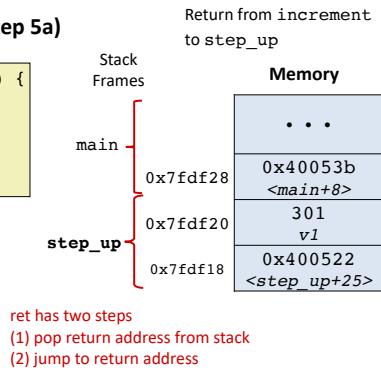 ep 5a)
Return from increment
to step_up
) {
Stack
Frames
Memory
• • •
main
0x7fdf28
0x40053b
<main+8>
0x7fdf20
301
v1
step_up
0x7fdf18
0x400522
<step_up+25>
ret has two steps
(1) pop return address from stack
(2) jump to return address